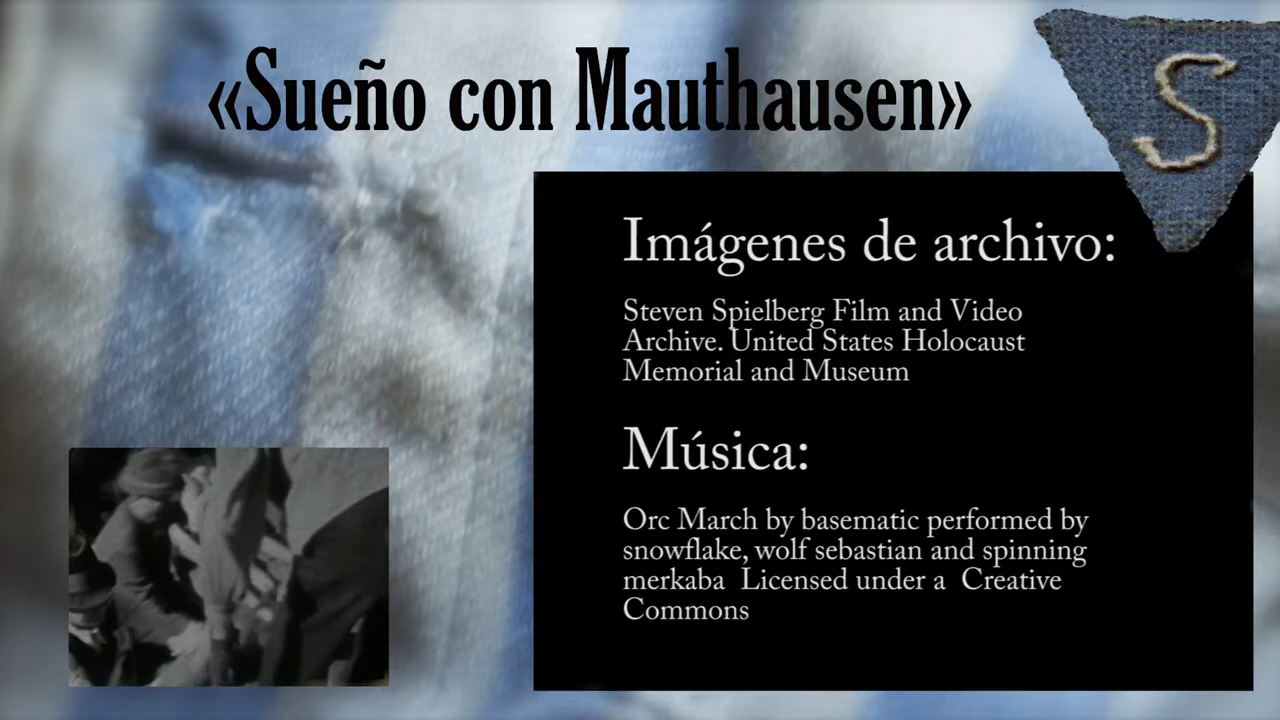 «Sueño con Mauthausen»
S
Imágenes de archivo:
Steven Spielberg Film and Video
Archive. United States Holocaust
Memorial and Museum
Música:
Orc March by basematic performed by
snowflake, wolf sebastian and spinning
merkaba Licensed under a Creative
Commons